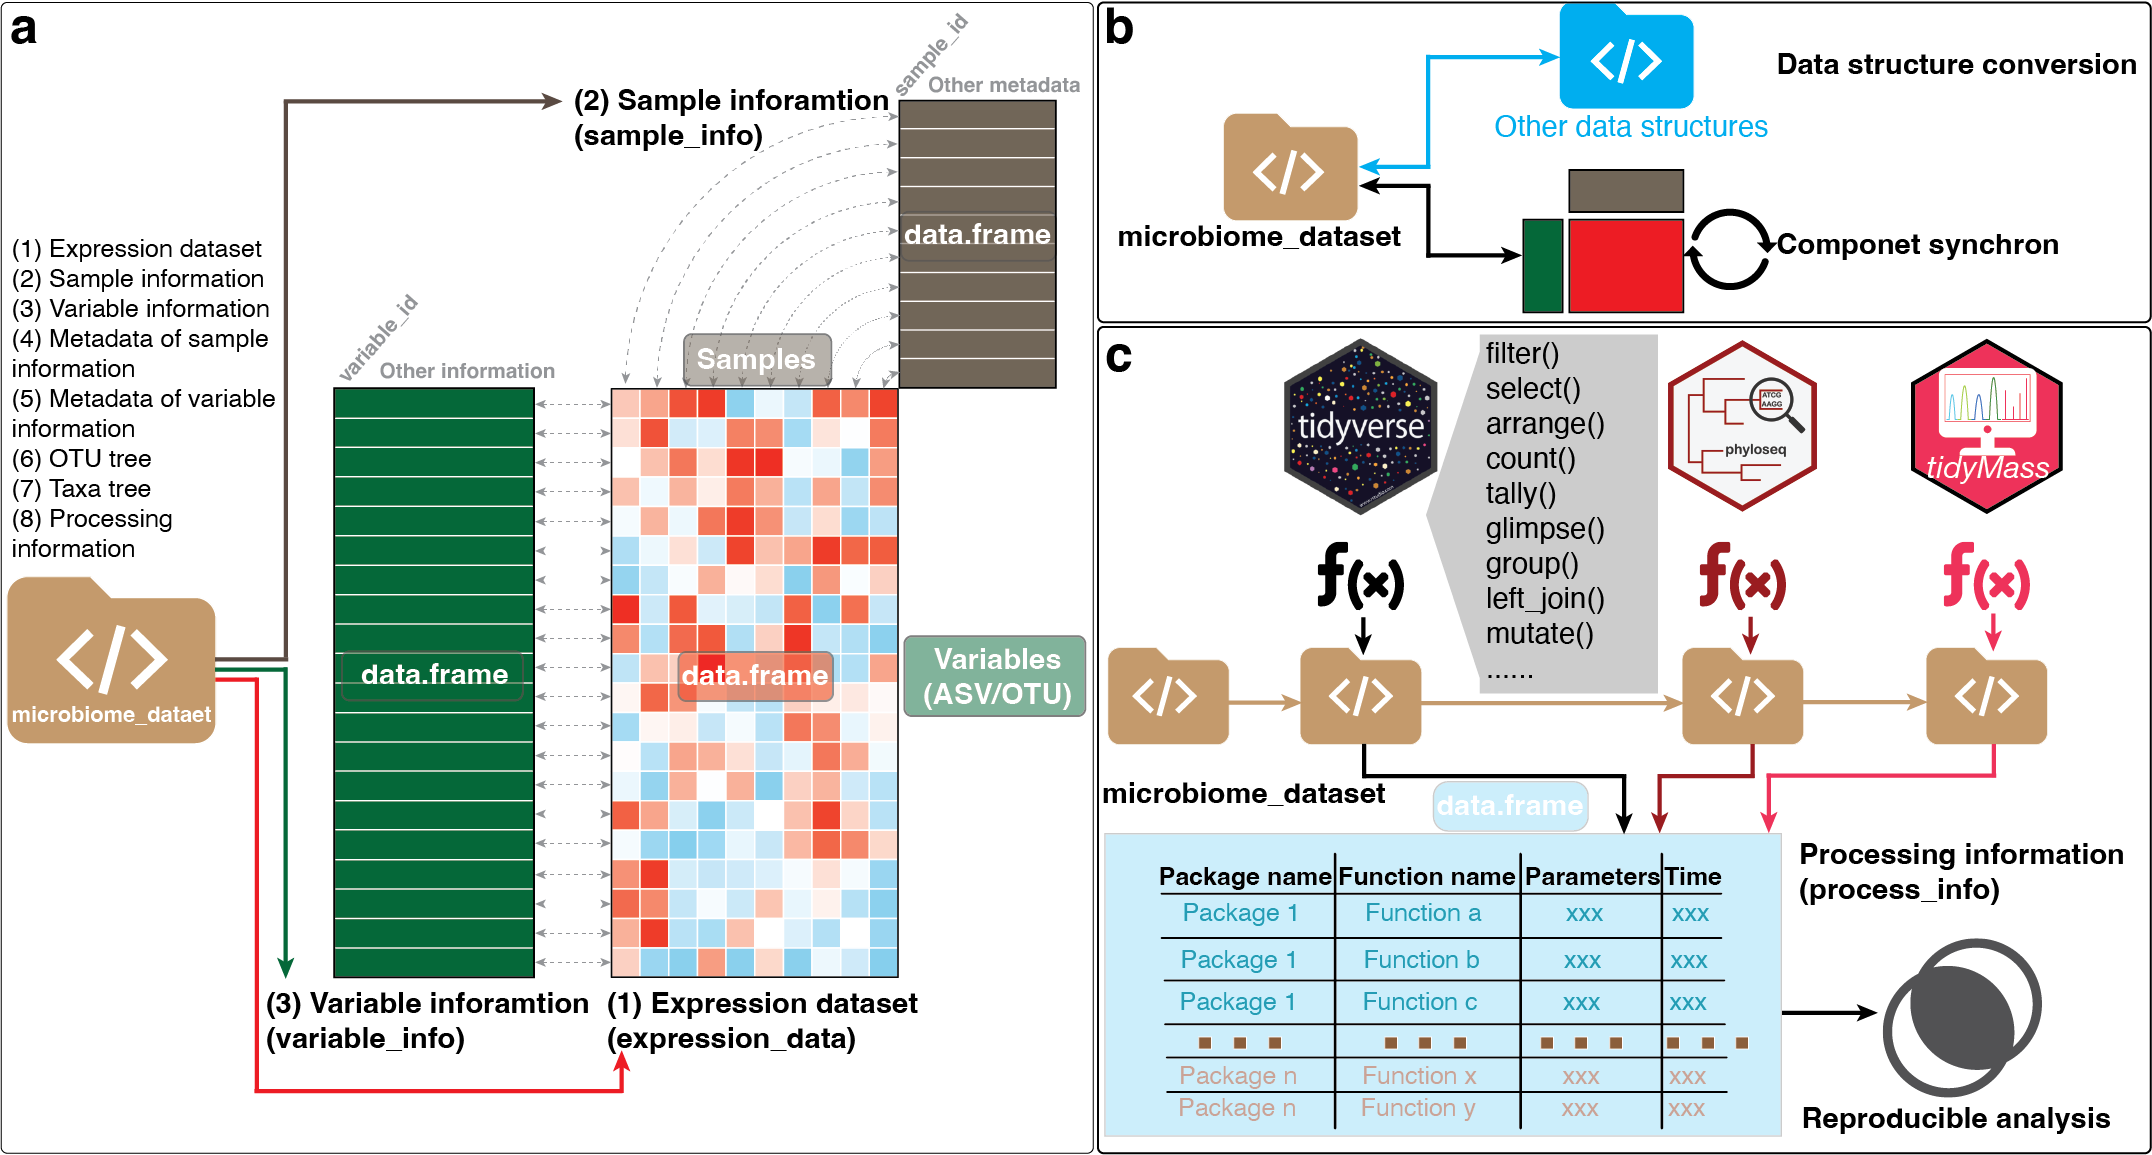 a
(1) Expression dataset
(2) Sample information
(3) Variable information
(4) Metadata of sample
information
(5) Metadata of variable
information
(6) OTU tree
(7) Taxa tree
(8) Processing
information
</>
microbiome_dataet
(2) Sample inforamtion
(sample_info)
sample_id
Other metadata
data.frame
variable_id
Other information
data.frame
Samples
data.frame
Variables
(ASV/OTU)
(3) Variable inforamtion
(variable_info)
(1) Expression dataset
(expression_data)
b
</>
Other data structures
Data structure conversion
</>
microbiome_dataset
Componet synchron
c
tidyverse
filter()
select()
arrange()
count()
tally()
glimpse()
group()
left_join()
mutate()
......
ATCG
AAGG
phyloseq
tidyMass
f(x)
f(x)
f(x)
</>
</>
</>
</>
microbiome_dataset
data.frame
Package name Function name Parameters Time
Package 1 Function a xxx xxx
Package 1 Function b xxx xxx
Package 1 Function c xxx xxx
Package n Function x xxx xxx
Package n Function y xxx xxx
Processing information
(process_info)
Reproducible analysis